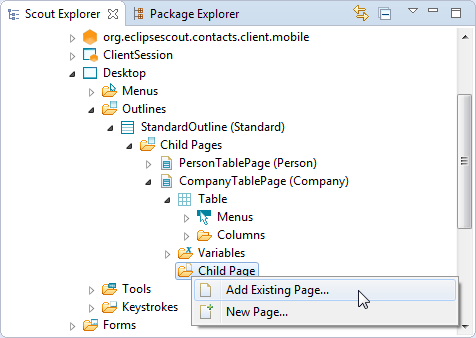 Scout Explorer
Package Explorer
org.eclipsescout.contacts.client.mobile
ClientSession
Desktop
Menus
Outlines
StandardOutline (Standard)
Child Pages
PersonTablePage (Person)
CompanyTablePage (Company)
Table
Menus
Columns
Variables
Child Page
Tools
Add Existing Page...
Keystrokes
New Page...
Forms